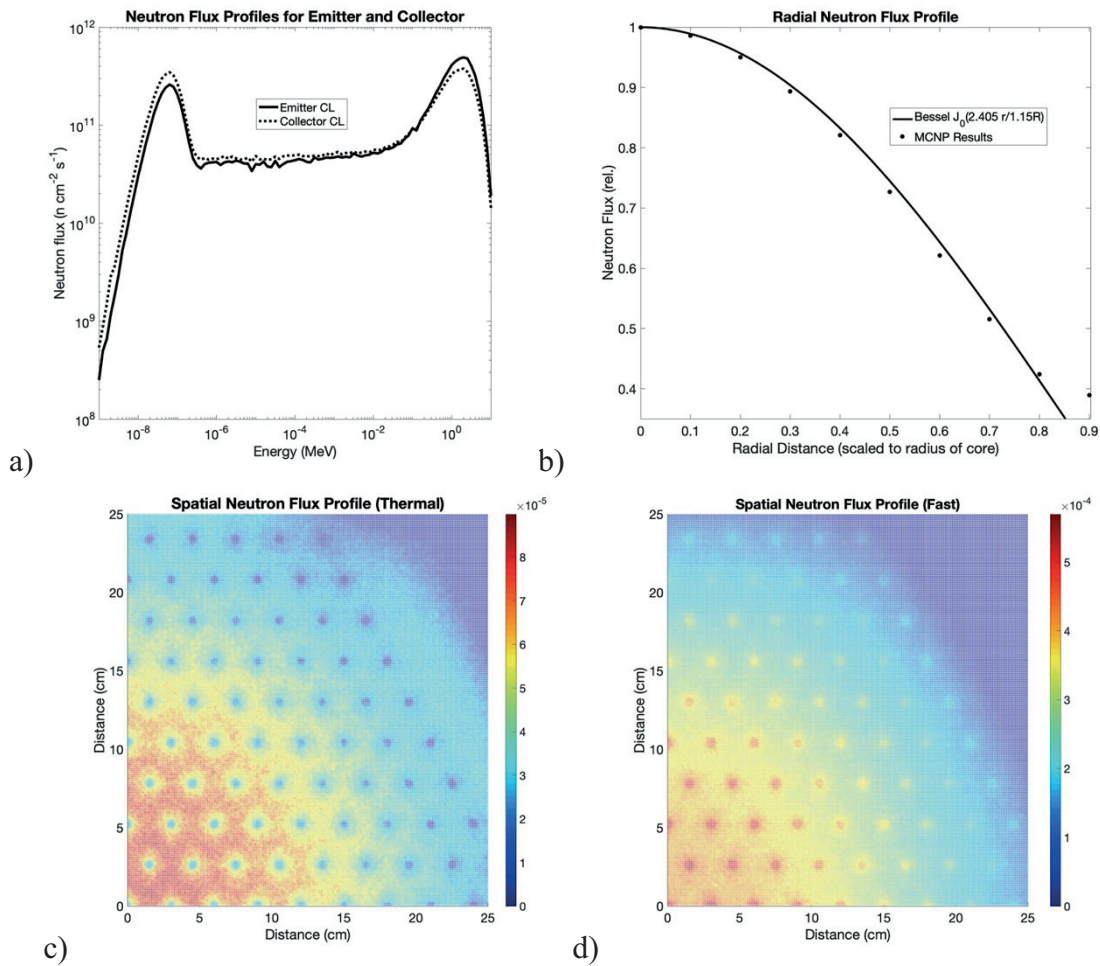 Neutron Flux Profiles for Emitter and Collector
10^12
10^11
10^10
10^9
10^8
Neutron flux (n cm^-2 s^-1)
Emitter CL
Collector CL
10^-8
10^-6
10^-4
10^-2
10^0
Energy (MeV)
a)
Radial Neutron Flux Profile
1
0.9
0.8
0.7
0.6
0.5
0.4
Neutron Flux (rel.)
Bessel J_0(2.405 r/1.15R)
MCNP Results
0 0.1 0.2 0.3 0.4 0.5 0.6 0.7 0.8 0.9
Radial Distance (scaled to radius of core)
b)
Spatial Neutron Flux Profile (Thermal)
25
20
15
10
5
0
Distance (cm)
0 5 10 15 20 25
Distance (cm)
×10^-5
8
7
6
5
4
3
2
1
0
c)
Spatial Neutron Flux Profile (Fast)
25
20
15
10
5
0
Distance (cm)
0 5 10 15 20 25
Distance (cm)
×10^-4
4
3
2
1
0
d)